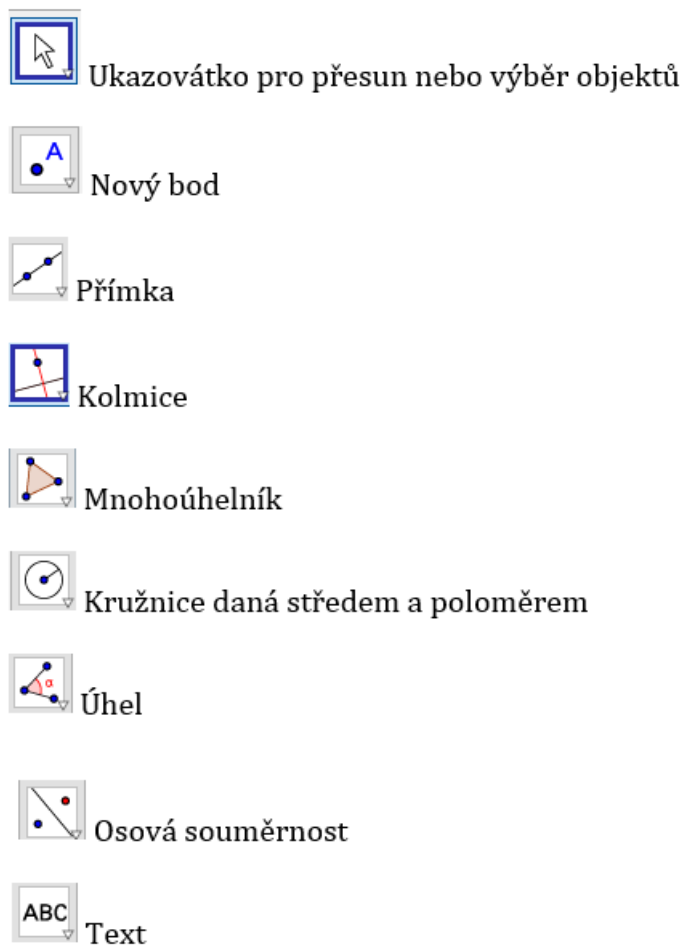 Ukazovátko pro přesun nebo výběr objektů
A
Nový bod
Přímka
Kolmice
Mnohoúhelník
Kružnice daná středem a poloměrem
α
Úhel
Osová souměrnost
ABC
Text